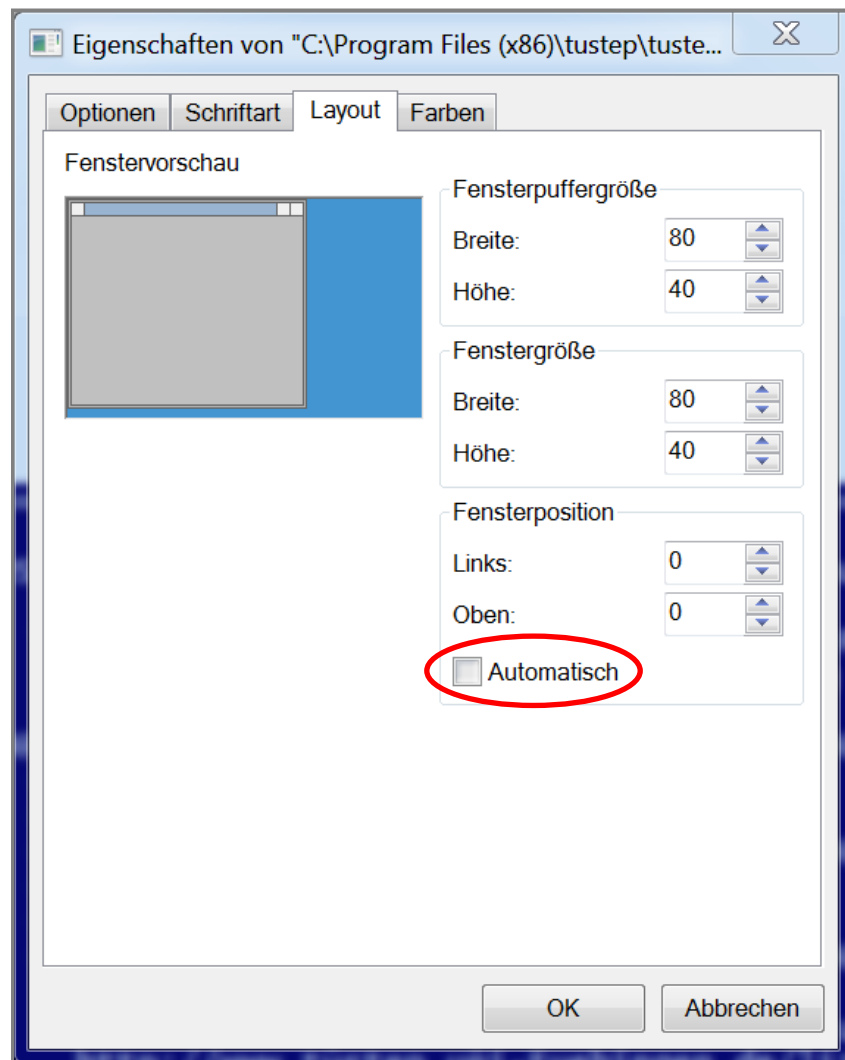 Eigenschaften von "C:\Program Files (x86)\tustep\tuste...
Optionen Schriftart Layout Farben
Fenstervorschau
Fensterpuffergröße
Breite: 80
Höhe: 40
Fenstergröße
Breite: 80
Höhe: 40
Fensterposition
Links: 0
Oben: 0
Automatisch
OK Abbrechen